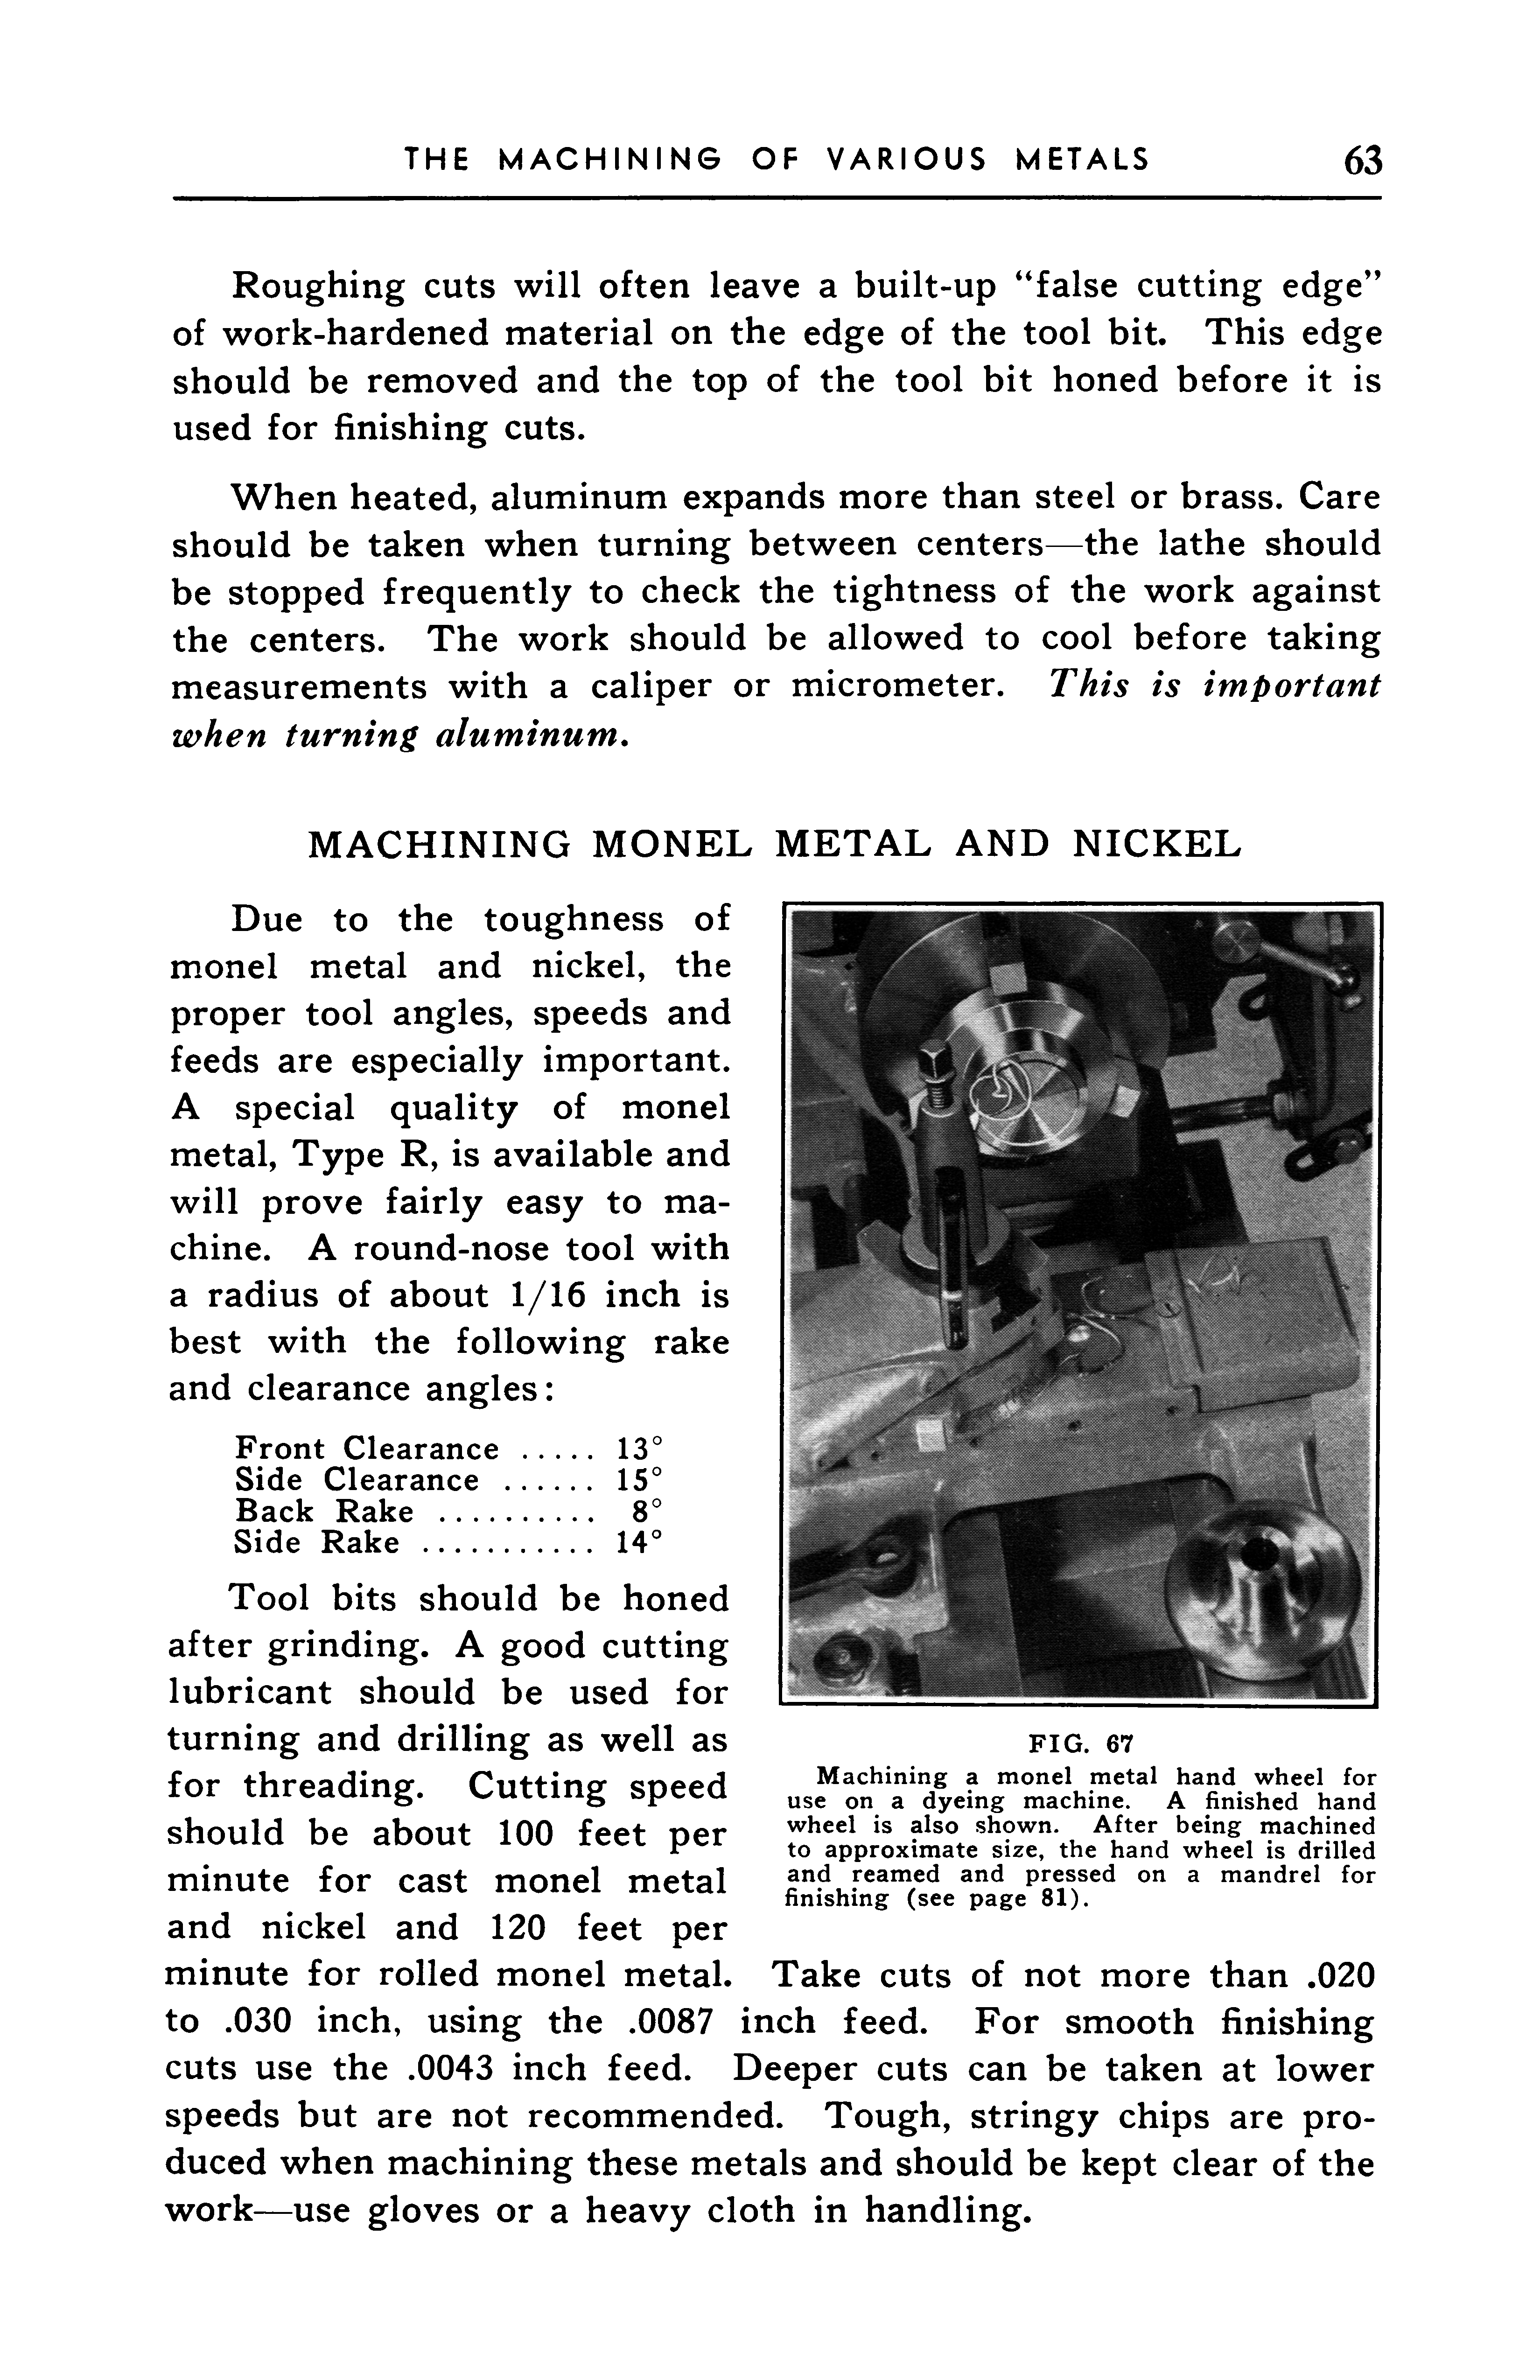 THE MACHINING OF VARIOUS METALS 63
Roughing cuts will often leave a built-up “false cutting edge”
of work-hardened material on the edge of the tool bit. This edge
should be removed and the top of the tool bit honed before it is
used for finishing cuts.
When heated, aluminum expands more than steel or brass. Care
should be taken when turning between centers—the lathe should
be stopped frequently to check the tightness of the work against
the centers. The work should be allowed to cool before taking
measurements with a caliper or micrometer. This is important
when turning aluminum.
MACHINING MONEL METAL AND NICKEL
Due to the toughness of
monel metal and nickel, the
proper tool angles, speeds and
feeds are especially important.
A special quality of monel
metal, Type R, is available and
will prove fairly easy to ma-
chine. A round-nose tool with
a radius of about 1/16 inch is
best with the following rake
and clearance angles:
Front Clearance ..... 13°
Side Clearance ...... 15°
Back Rake .......... 8°
Side Rake ........... 14°
Tool bits should be honed
after grinding. A good cutting
lubricant should be used for
turning and drilling as well as
for threading. Cutting speed
should be about 100 feet per
minute for cast monel metal
and nickel and 120 feet per
minute for rolled monel metal. Take cuts of not more than .020
to .030 inch, using the .0087 inch feed. For smooth finishing
cuts use the .0043 inch feed. Deeper cuts can be taken at lower
speeds but are not recommended. Tough, stringy chips are pro-
duced when machining these metals and should be kept clear of the
work—use gloves or a heavy cloth in handling.
FIG. 67
Machining a monel metal hand wheel for
use on a dyeing machine. A finished hand
wheel is also shown. After being machined
to approximate size, the hand wheel is drilled
and reamed and pressed on a mandrel for
finishing (see page 81).